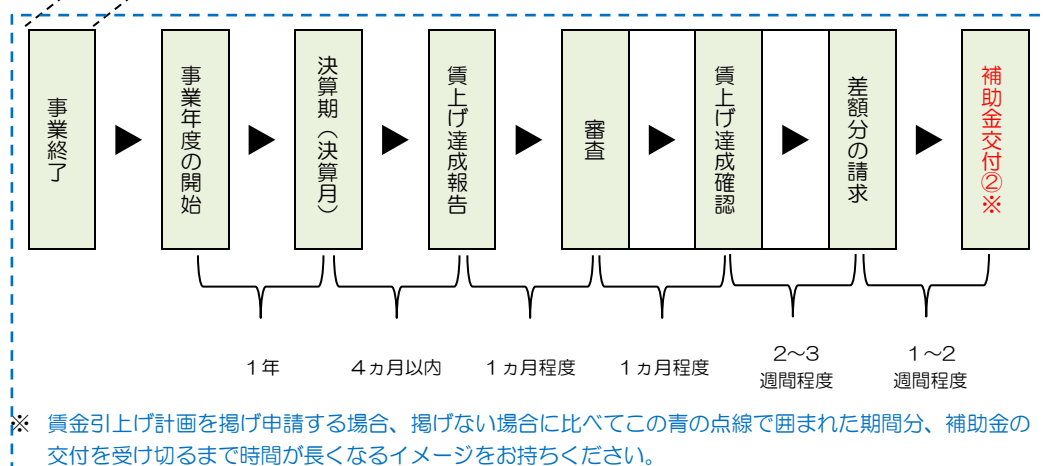 事業終了
事業年度の開始
決算期（決算月）
賃上げ達成報告
審査
賃上げ達成確認
差額分の請求
補助金交付②※
１年
４ヵ月以内
１ヵ月程度
１ヵ月程度
２～３
週間程度
１～２
週間程度
※ 賃金引上げ計画を掲げ申請する場合、掲げない場合に比べてこの青の点線で囲まれた期間分、補助金の
交付を受け切るまで時間が長くなるイメージをお持ちください。